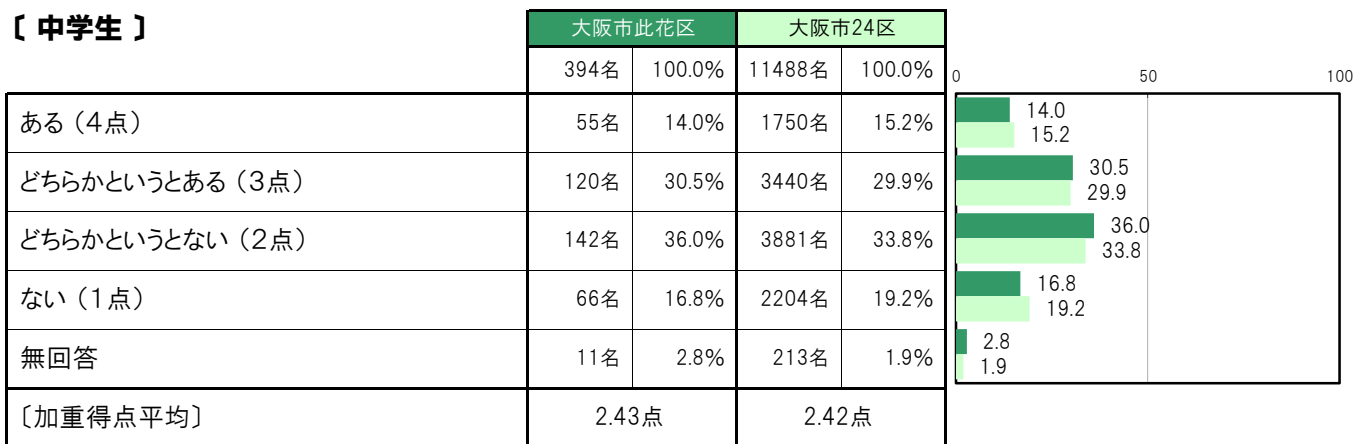 〔 中学生 〕
大阪市此花区 大阪市24区
394名 100.0% 11488名 100.0%
0 50 100
ある（4点） 55名 14.0% 1750名 15.2%
14.0
15.2
どちらかというとある（3点） 120名 30.5% 3440名 29.9%
30.5
29.9
どちらかというとない（2点） 142名 36.0% 3881名 33.8%
36.0
33.8
ない（1点） 66名 16.8% 2204名 19.2%
16.8
19.2
無回答 11名 2.8% 213名 1.9%
2.8
1.9
〔加重得点平均〕 2.43点 2.42点